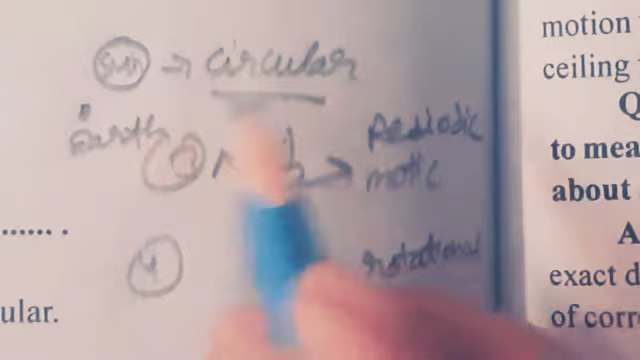 Sun → circular
Earth
Periodic
motic
rotational
....... .
ular.
motion
ceiling
Q
to mea
about
A
exact d
of corr